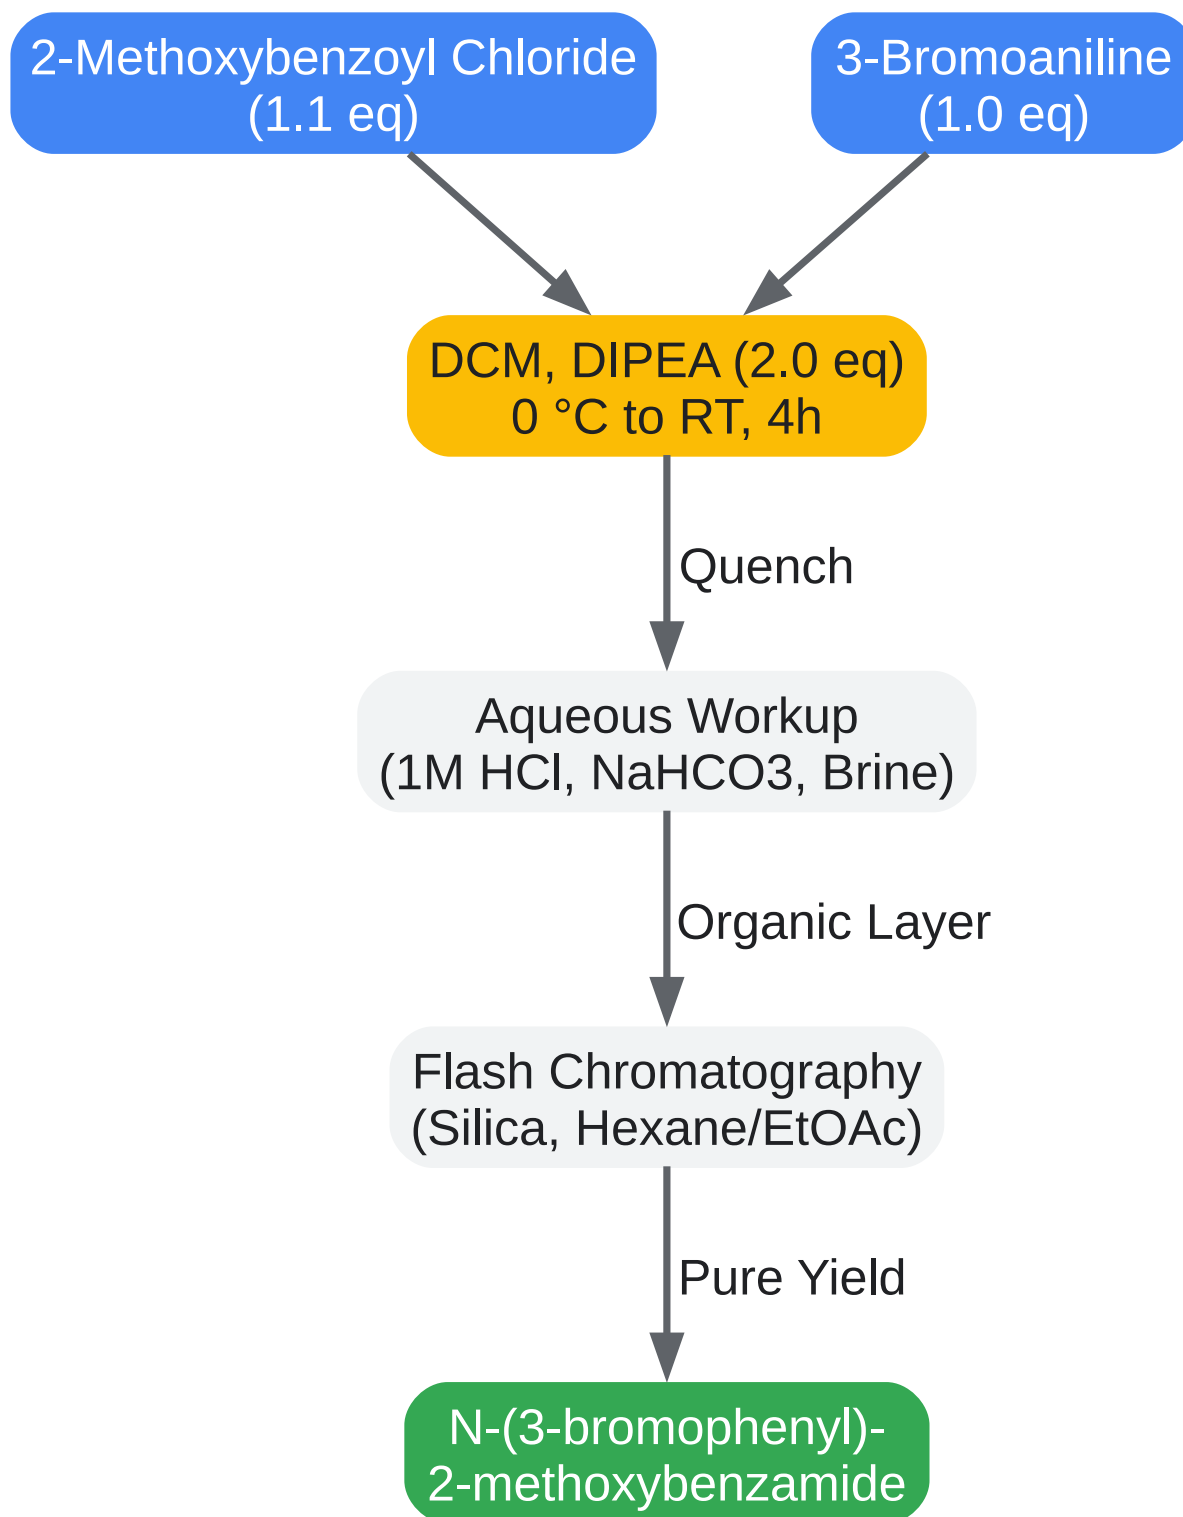 2-Methoxybenzoyl Chloride
(1.1 eq)
3-Bromoaniline
(1.0 eq)
DCM, DIPEA (2.0 eq)
0 °C to RT, 4h
Quench
Aqueous Workup
(1M HCl, NaHCO3, Brine)
Organic Layer
Flash Chromatography
(Silica, Hexane/EtOAc)
Pure Yield
N-(3-bromophenyl)-
2-methoxybenzamide